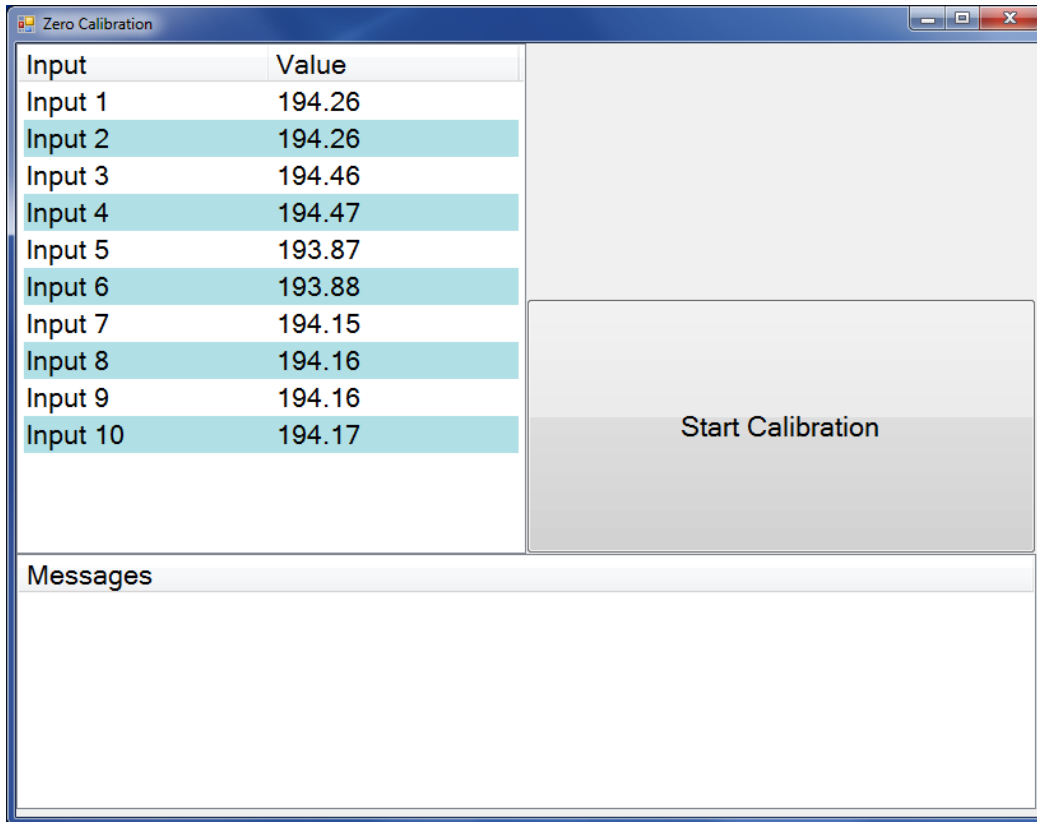 Zero Calibration
Input Value
Input 1 194.26
Input 2 194.26
Input 3 194.46
Input 4 194.47
Input 5 193.87
Input 6 193.88
Input 7 194.15
Input 8 194.16
Input 9 194.16
Input 10 194.17
Start Calibration
Messages